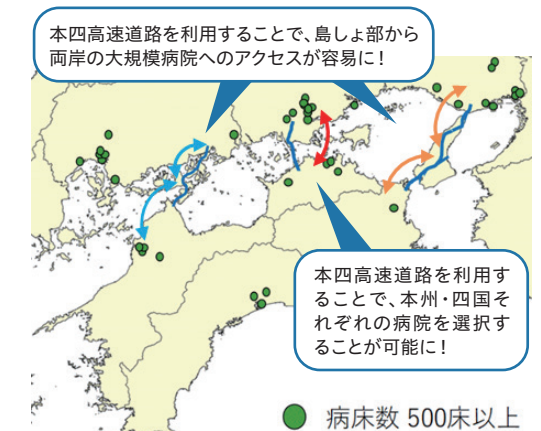 本四高速道路を利用することで、島しょ部から
両岸の大規模病院へのアクセスが容易に！
本四高速道路を利用す
ることで、本州・四国そ
れぞれの病院を選択す
ることが可能に！
病床数 500床以上